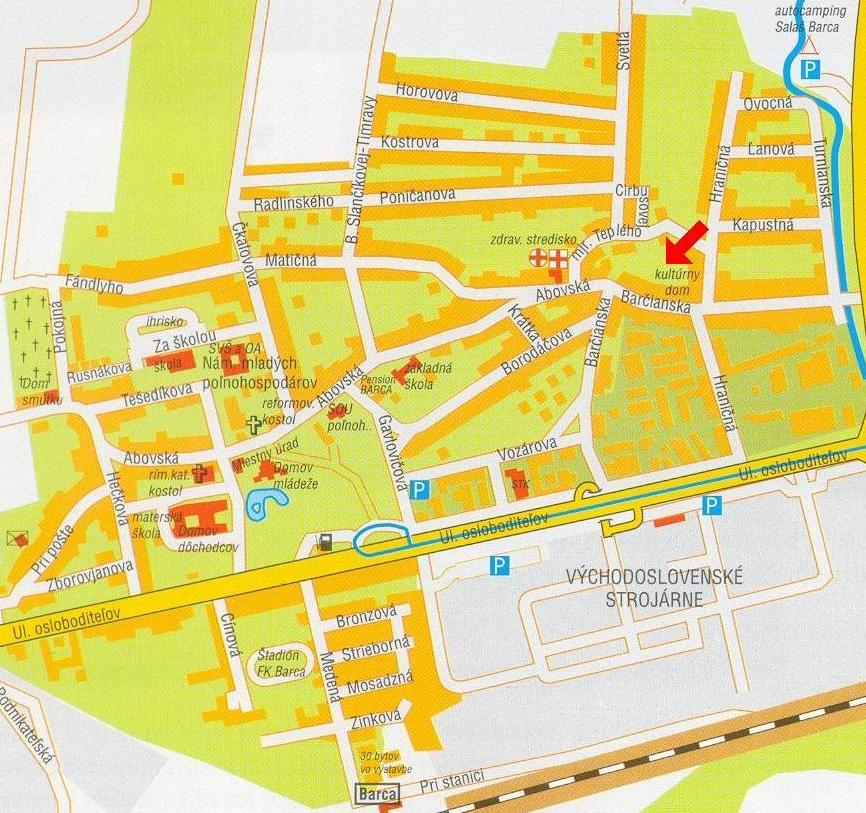 autocamping
Salaš Barca
P
Svetlá
Horovova
Ovocná
Kostrova
B. Slančíkovej-Timravy
Ľanová
Hraničná
Turnianska
Radlinského
Poničanova
Čirbu
sovej
Kapustná
zdrav. stredisko
mir. Teplého
Čkalovova
Matičná
kultúrny
dom
Fándlyho
Abovská
Barčianska
Pokojná
ihrisko
Za školou
Krátka
Borodáčova
Barčianska
škola
SVŠ a OA
Nám. mladých
poľnohospodárov
Rusnákova
základná
škola
Pension
BARCA
Dom
smútku
Tešedíkova
Abovská
reformov.
kostol
SOU
poľnoh..
Hraničná
Gavlovičova
Vozárova
Abovská
Miestny úrad
Domov
mládeže
rím.kat.
kostol
Hečkova
STK
P
Ul. osloboditeľov
materská
škola
Domov
dôchodcov
P
Ul. osloboditeľov
Pri pošte
P
Zborovjanova
VÝCHODOSLOVENSKÉ
STROJÁRNE
Ul. osloboditeľov
Cínová
Bronzová
Strieborná
Štadión
FK Barca
Medená
Mosadzná
Zinková
Podnikateľská
30 bytov
vo výstavbe
Pri stanici
Barca